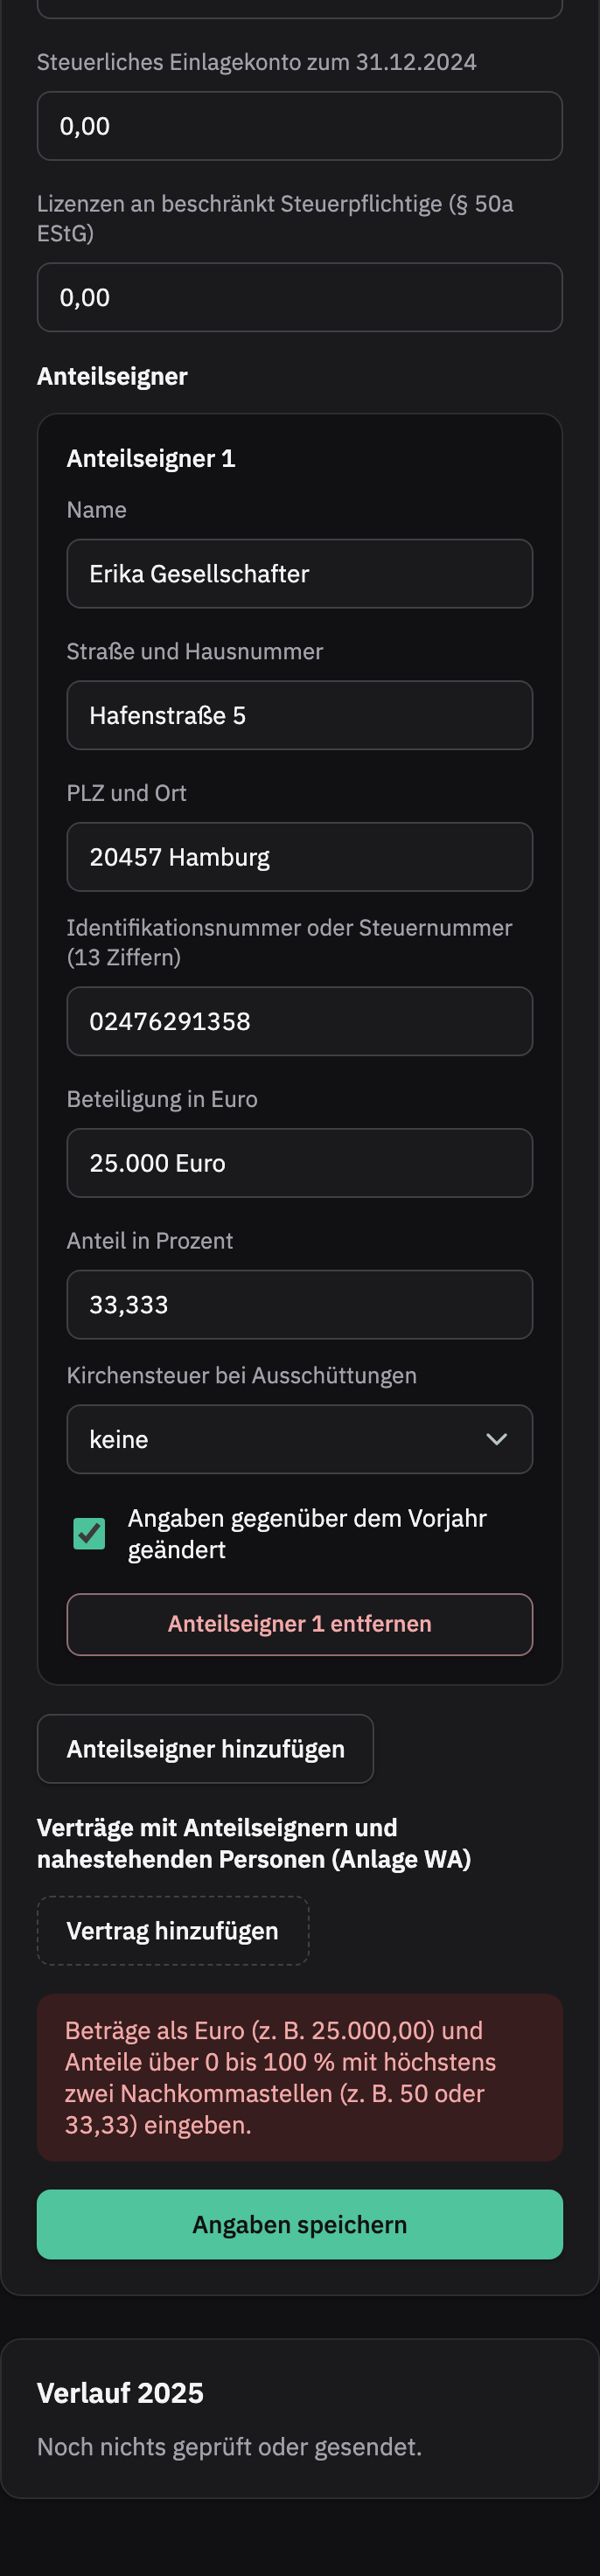 Steuerliches Einlagekonto zum 31.12.2024
0,00
Lizenzen an beschränkt Steuerpflichtige (§ 50a
EStG)
0,00
Anteilseigner
Anteilseigner 1
Name
Erika Gesellschafter
Straße und Hausnummer
Hafenstraße 5
PLZ und Ort
20457 Hamburg
Identifikationsnummer oder Steuernummer
(13 Ziffern)
02476291358
Beteiligung in Euro
25.000 Euro
Anteil in Prozent
33,333
Kirchensteuer bei Ausschüttungen
keine
Angaben gegenüber dem Vorjahr
geändert
Anteilseigner 1 entfernen
Anteilseigner hinzufügen
Verträge mit Anteilseignern und
nahestehenden Personen (Anlage WA)
Vertrag hinzufügen
Beträge als Euro (z. B. 25.000,00) und
Anteile über 0 bis 100 % mit höchstens
zwei Nachkommastellen (z. B. 50 oder
33,33) eingeben.
Angaben speichern
Verlauf 2025
Noch nichts geprüft oder gesendet.